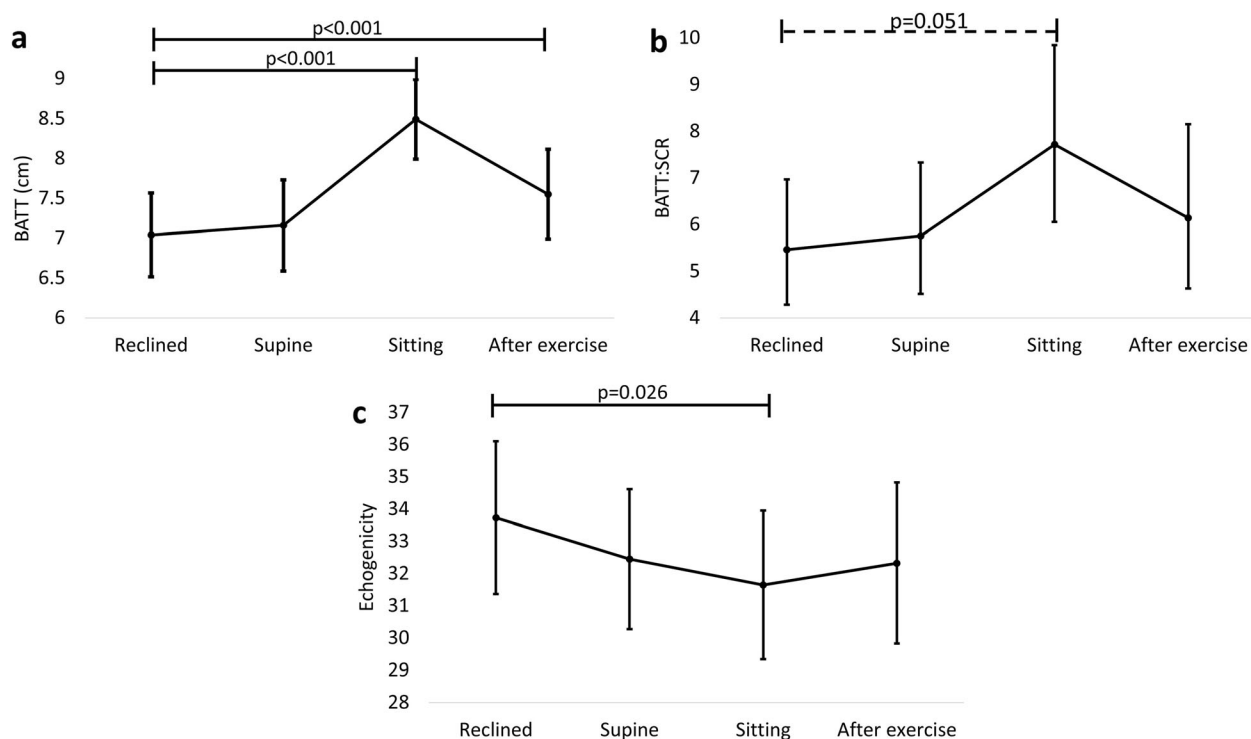 a
p<0.001
p<0.001
BATT (cm)
9
8.5
8
7.5
7
6.5
6
Reclined Supine Sitting After exercise
b
p=0.051
BATT:SCR
10
9
8
7
6
5
4
Reclined Supine Sitting After exercise
c
p=0.026
Echogenicity
37
36
35
34
33
32
31
30
29
28
Reclined Supine Sitting After exercise